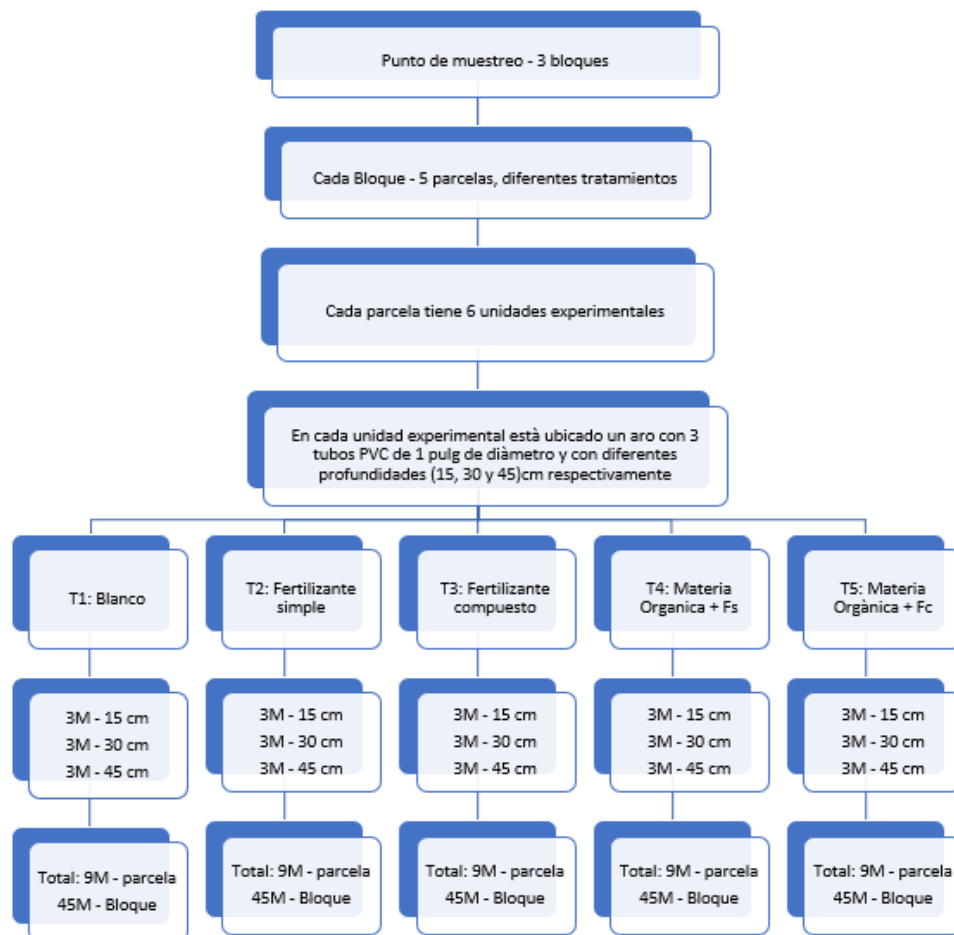 Punto de muestreo - 3 bloques
Cada Bloque - 5 parcelas, diferentes tratamientos
Cada parcela tiene 6 unidades experimentales
En cada unidad experimental està ubicado un aro con 3
tubos PVC de 1 pulg de diàmetro y con diferentes
profundidades (15, 30 y 45)cm respectivamente
T1: Blanco
T2: Fertilizante
simple
T3: Fertilizante
compuesto
T4: Materia
Organica + Fs
T5: Materia
Orgànica + Fc
3M - 15 cm
3M - 30 cm
3M - 45 cm
3M - 15 cm
3M - 30 cm
3M - 45 cm
3M - 15 cm
3M - 30 cm
3M - 45 cm
3M - 15 cm
3M - 30 cm
3M - 45 cm
3M - 15 cm
3M - 30 cm
3M - 45 cm
Total: 9M - parcela
45M - Bloque
Total: 9M - parcela
45M - Bloque
Total: 9M - parcela
45M - Bloque
Total: 9M - parcela
45M - Bloque
Total: 9M - parcela
45M - Bloque